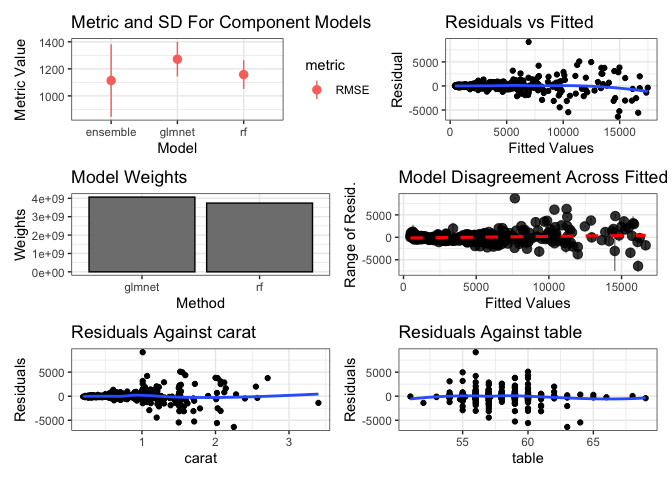 Metric and SD For Component Models
Metric Value
1400
1200
1000
ensemble glmnet rf
Model
metric
RMSE
Residuals vs Fitted
Residual
5000
0
-5000
0 5000 10000 15000
Fitted Values
Model Weights
Weights
4e+09
3e+09
2e+09
1e+09
0e+00
glmnet rf
Method
Model Disagreement Across Fitted
Range of Resid.
5000
0
-5000
0 5000 10000 15000
Fitted Values
Residuals Against carat
Residuals
5000
0
-5000
1 2 3
carat
Residuals Against table
Residuals
5000
0
-5000
55 60 65
table